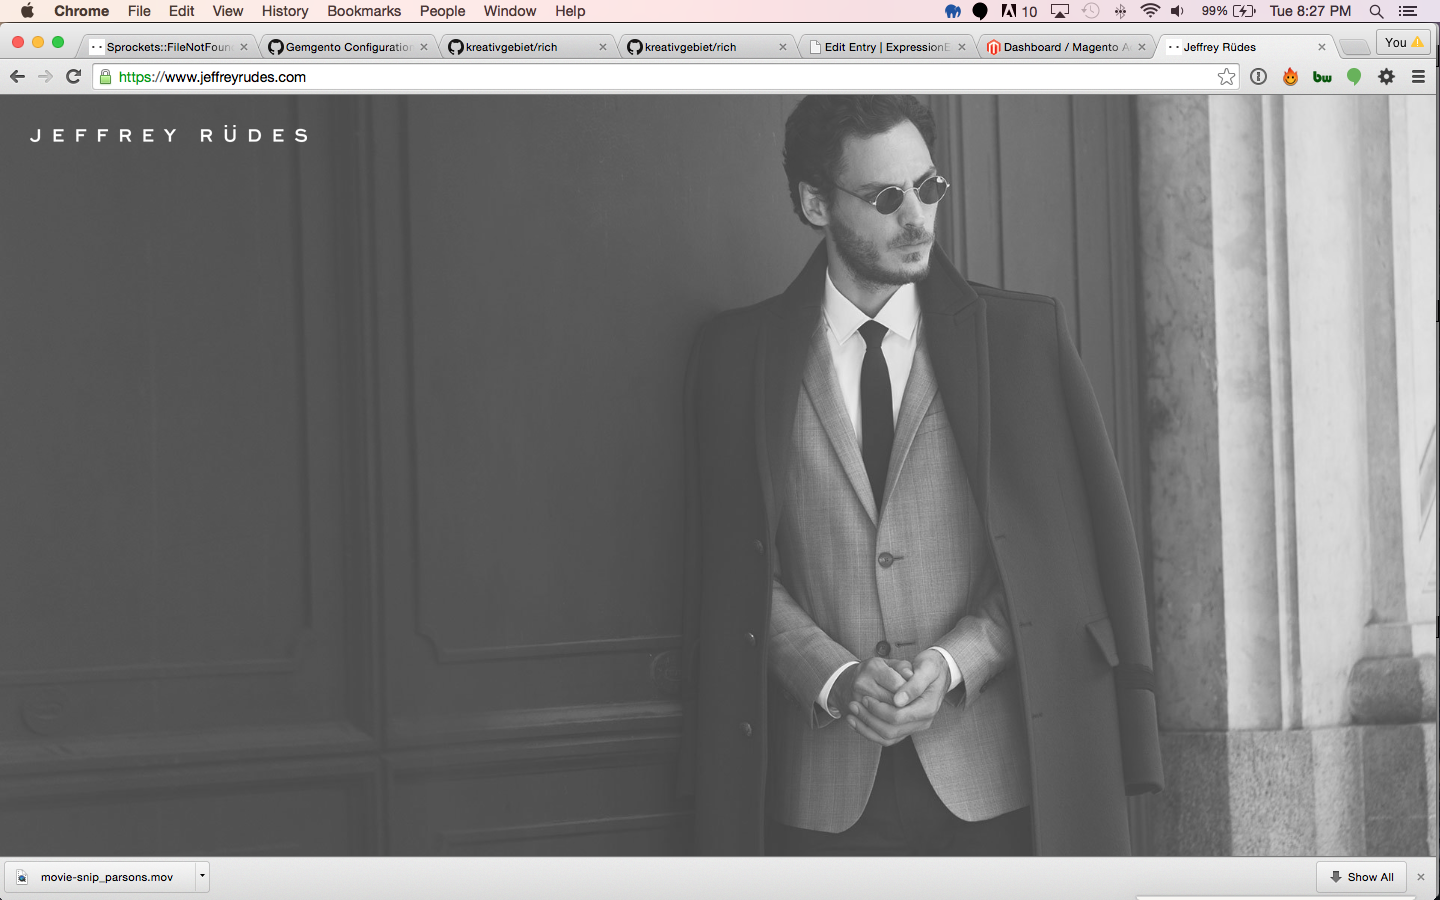 Chrome File Edit View History Bookmarks People Window Help 10 99% Tue 8:27 PM
Sprockets::FileNotFoun
Gemgento Configuration
kreativgebiet/rich
kreativgebiet/rich
Edit Entry | ExpressionE
Dashboard / Magento A
Jeffrey Rüdes
You
https://www.jeffreyrudes.com
bw
JEFFREY RÜDES
movie-snip_parsons.mov
Show All